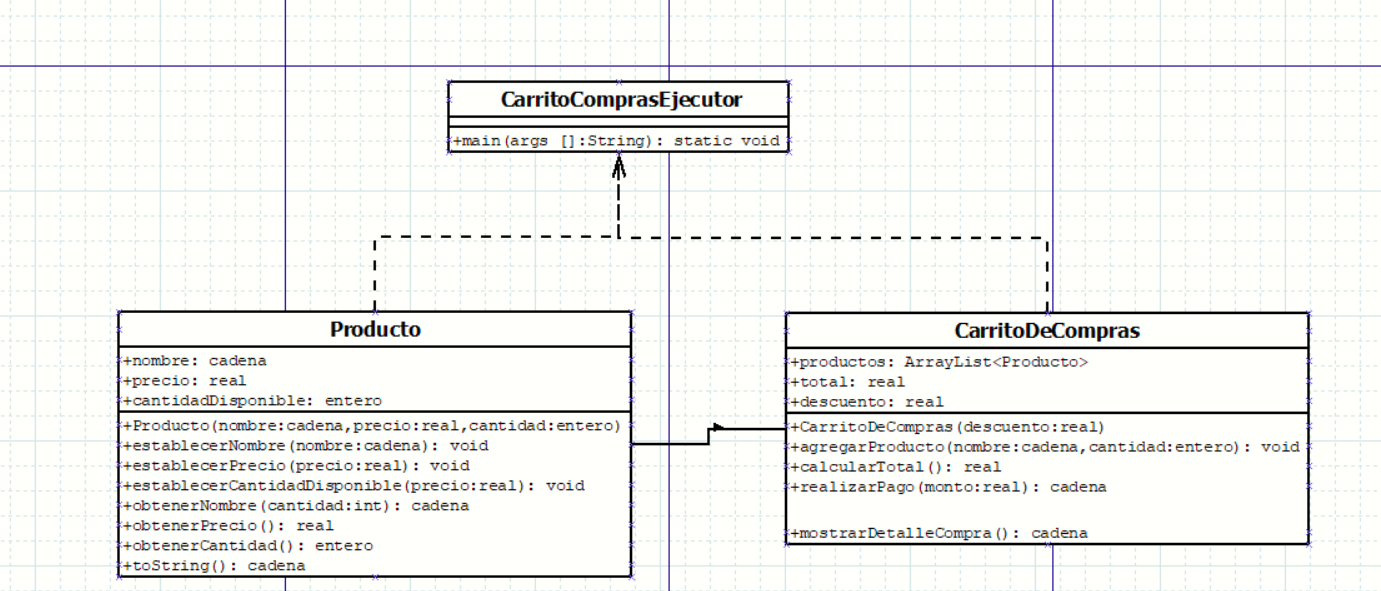 CarritoComprasEjecutor
+main(args []:String): static void
Producto
+nombre: cadena
+precio: real
+cantidadDisponible: entero
+Producto(nombre:cadena,precio:real,cantidad:entero)
+establecerNombre(nombre:cadena): void
+establecerPrecio(precio:real): void
+establecerCantidadDisponible(precio:real): void
+obtenerNombre(cantidad:int): cadena
+obtenerPrecio(): real
+obtenerCantidad(): entero
+toString(): cadena
CarritoDeCompras
+productos: ArrayList<Producto>
+total: real
+descuento: real
+CarritoDeCompras(descuento:real)
+agregarProducto(nombre:cadena,cantidad:entero): void
+calcularTotal(): real
+realizarPago(monto:real): cadena
+mostrarDetalleCompra(): cadena